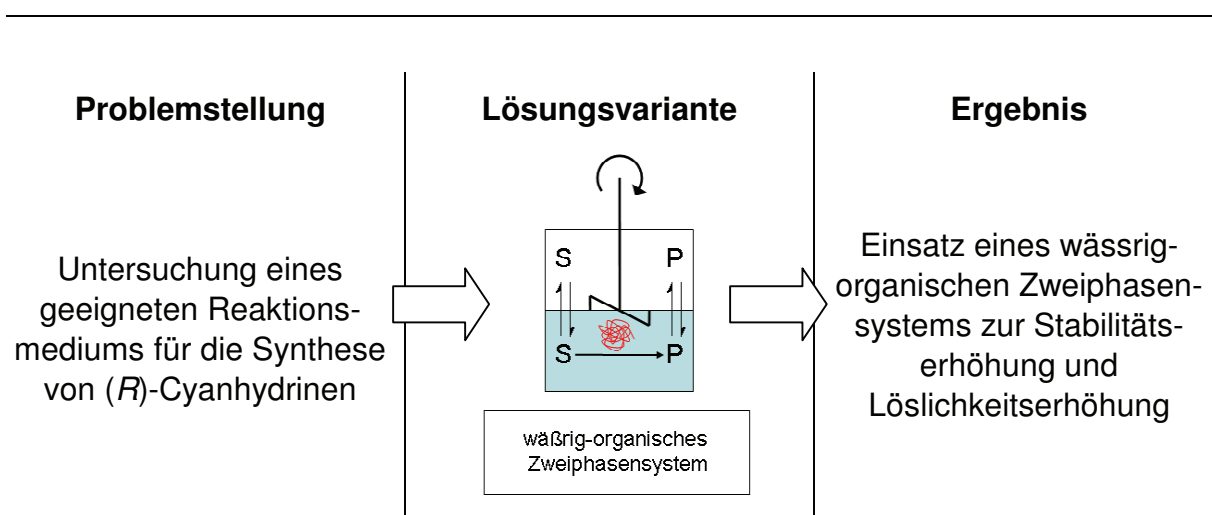 Problemstellung
Untersuchung eines
geeigneten Reaktions-
mediums für die Synthese
von (R)-Cyanhydrinen
Lösungsvariante
S P
S P
wäßrig-organisches
Zweiphasensystem
Ergebnis
Einsatz eines wässrig-
organischen Zweiphasen-
systems zur Stabilitäts-
erhöhung und
Löslichkeitserhöhung